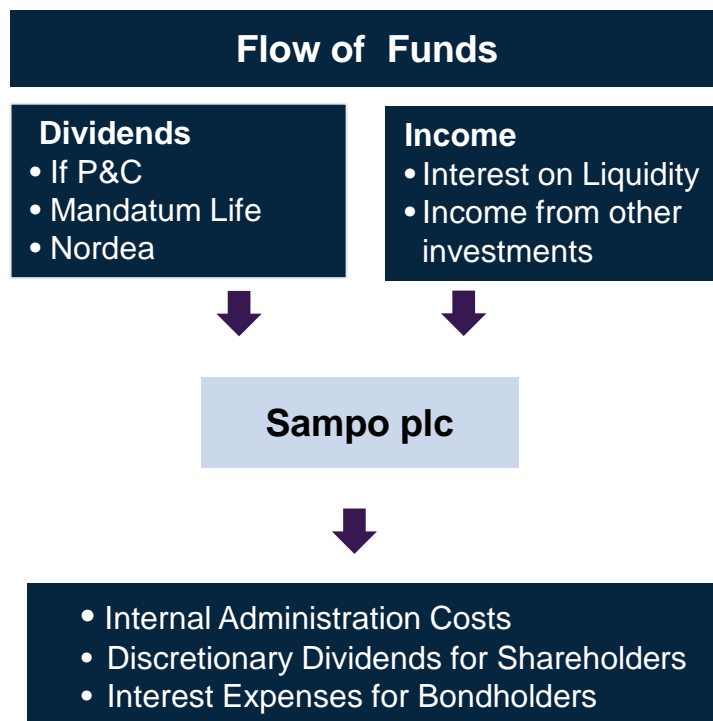 Flow of Funds
Dividends
• If P&C
• Mandatum Life
• Nordea
Income
• Interest on Liquidity
• Income from other
investments
Sampo plc
• Internal Administration Costs
• Discretionary Dividends for Shareholders
• Interest Expenses for Bondholders